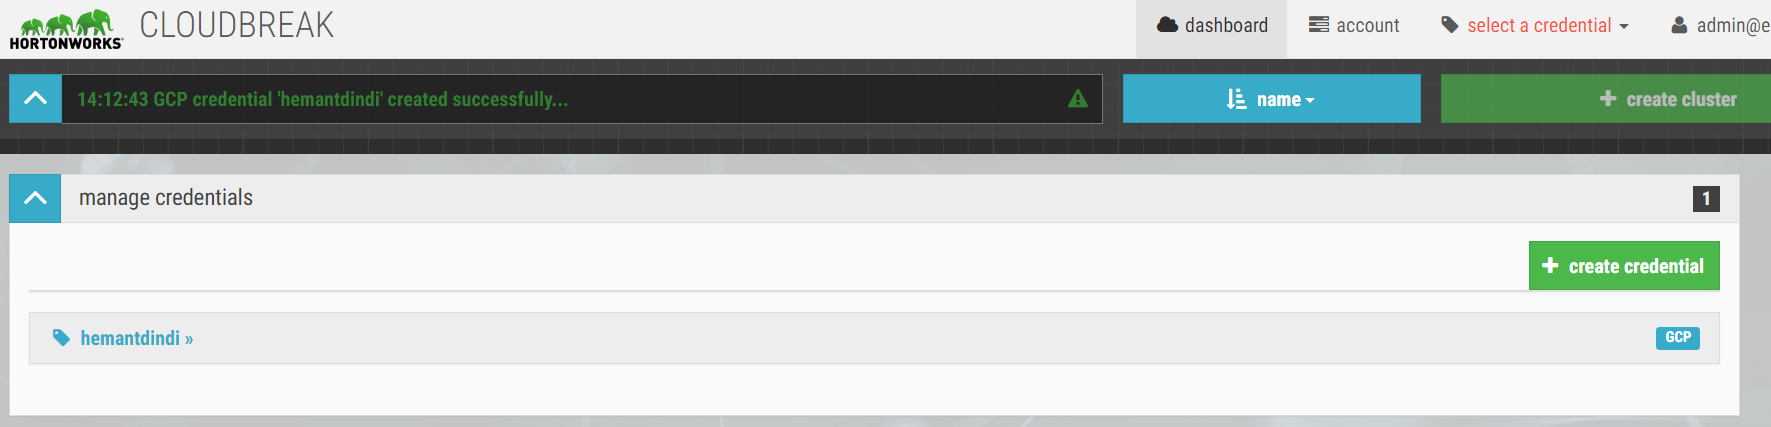 HORTONWORKS CLOUDBREAK dashboard account select a credential admin@e
14:12:43 GCP credential 'hemantdindi' created successfully... name create cluster
manage credentials 1
create credential
hemantdindi » GCP